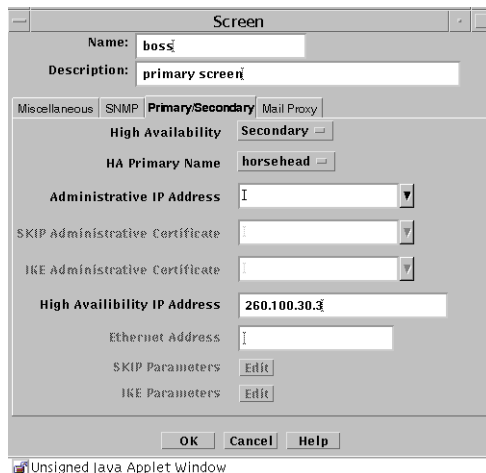 Screen
Name: boss
Description: primary screen
Miscellaneous SNMP Primary/Secondary Mail Proxy
High Availability Secondary
HA Primary Name horsehead
Administrative IP Address
SKIP Administrative Certificate
IKE Administrative Certificate
High Availibility IP Address 260.100.30.3
Ethernet Address
SKIP Parameters Edit
IKE Parameters Edit
OK Cancel Help
Unsigned Java Applet Window